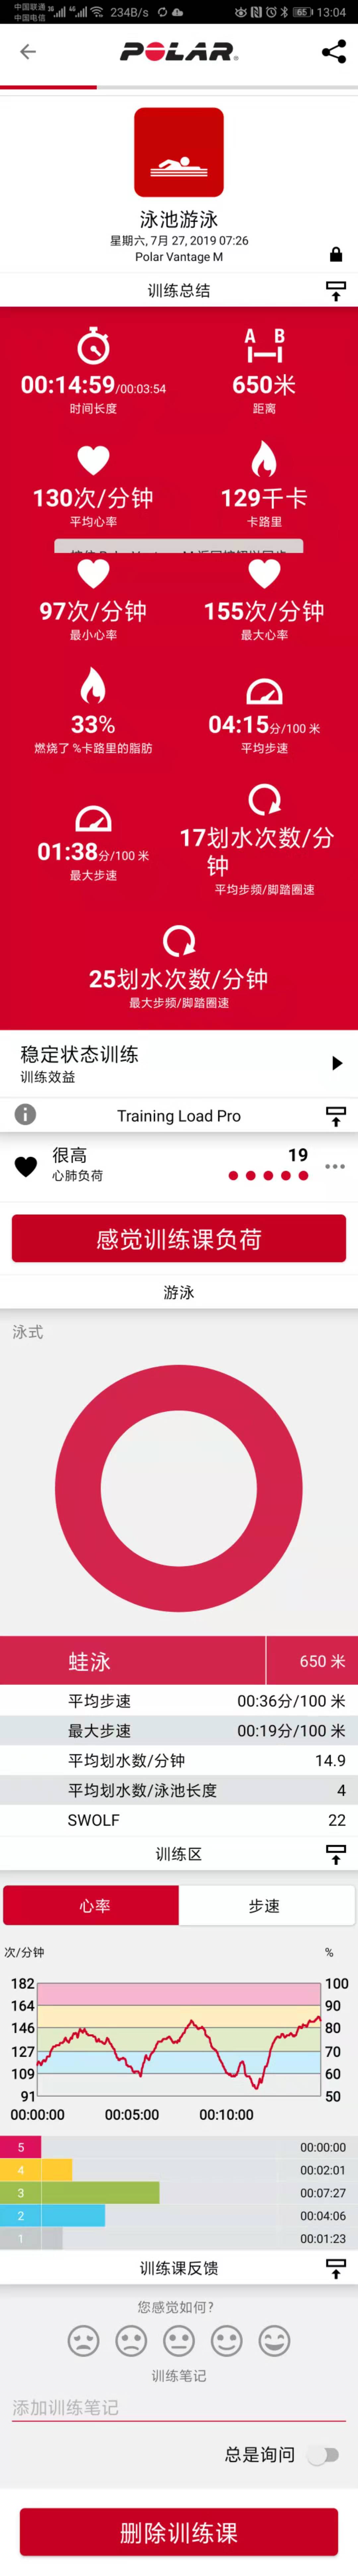 中国联通 中国电信 234B/s 65 13:04
POLAR
泳池游泳
星期六, 7月 27, 2019 07:26
Polar Vantage M
训练总结
00:14:59/00:03:54
时间长度
A B
650米
距离
130次/分钟
平均心率
129千卡
卡路里
97次/分钟
最小心率
155次/分钟
最大心率
33%
燃烧了 %卡路里的脂肪
04:15分/100 米
平均步速
01:38分/100 米
最大步速
17划水次数/分
钟
平均步频/脚踏圈速
25划水次数/分钟
最大步频/脚踏圈速
稳定状态训练
训练效益
Training Load Pro
很高
心肺负荷
19
感觉训练课负荷
游泳
泳式
蛙泳 650 米
平均步速 00:36分/100 米
最大步速 00:19分/100 米
平均划水数/分钟 14.9
平均划水数/泳池长度 4
SWOLF 22
训练区
心率 步速
次/分钟 %
182 100
164 90
146 80
127 70
109 60
91 50
00:00:00 00:05:00 00:10:00
5 00:00:00
4 00:02:01
3 00:07:27
2 00:04:06
1 00:01:23
训练课反馈
您感觉如何?
训练笔记
添加训练笔记
总是询问
删除训练课